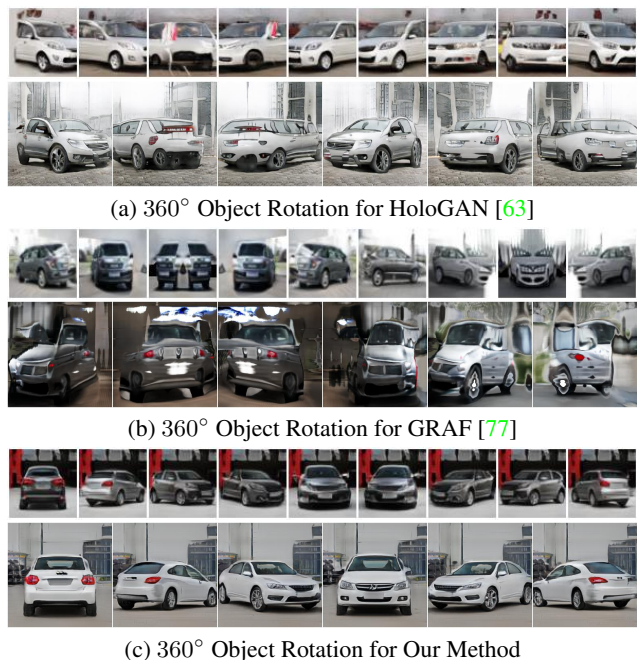 (a) 360° Object Rotation for HoloGAN [63]
(b) 360° Object Rotation for GRAF [77]
(c) 360° Object Rotation for Our Method